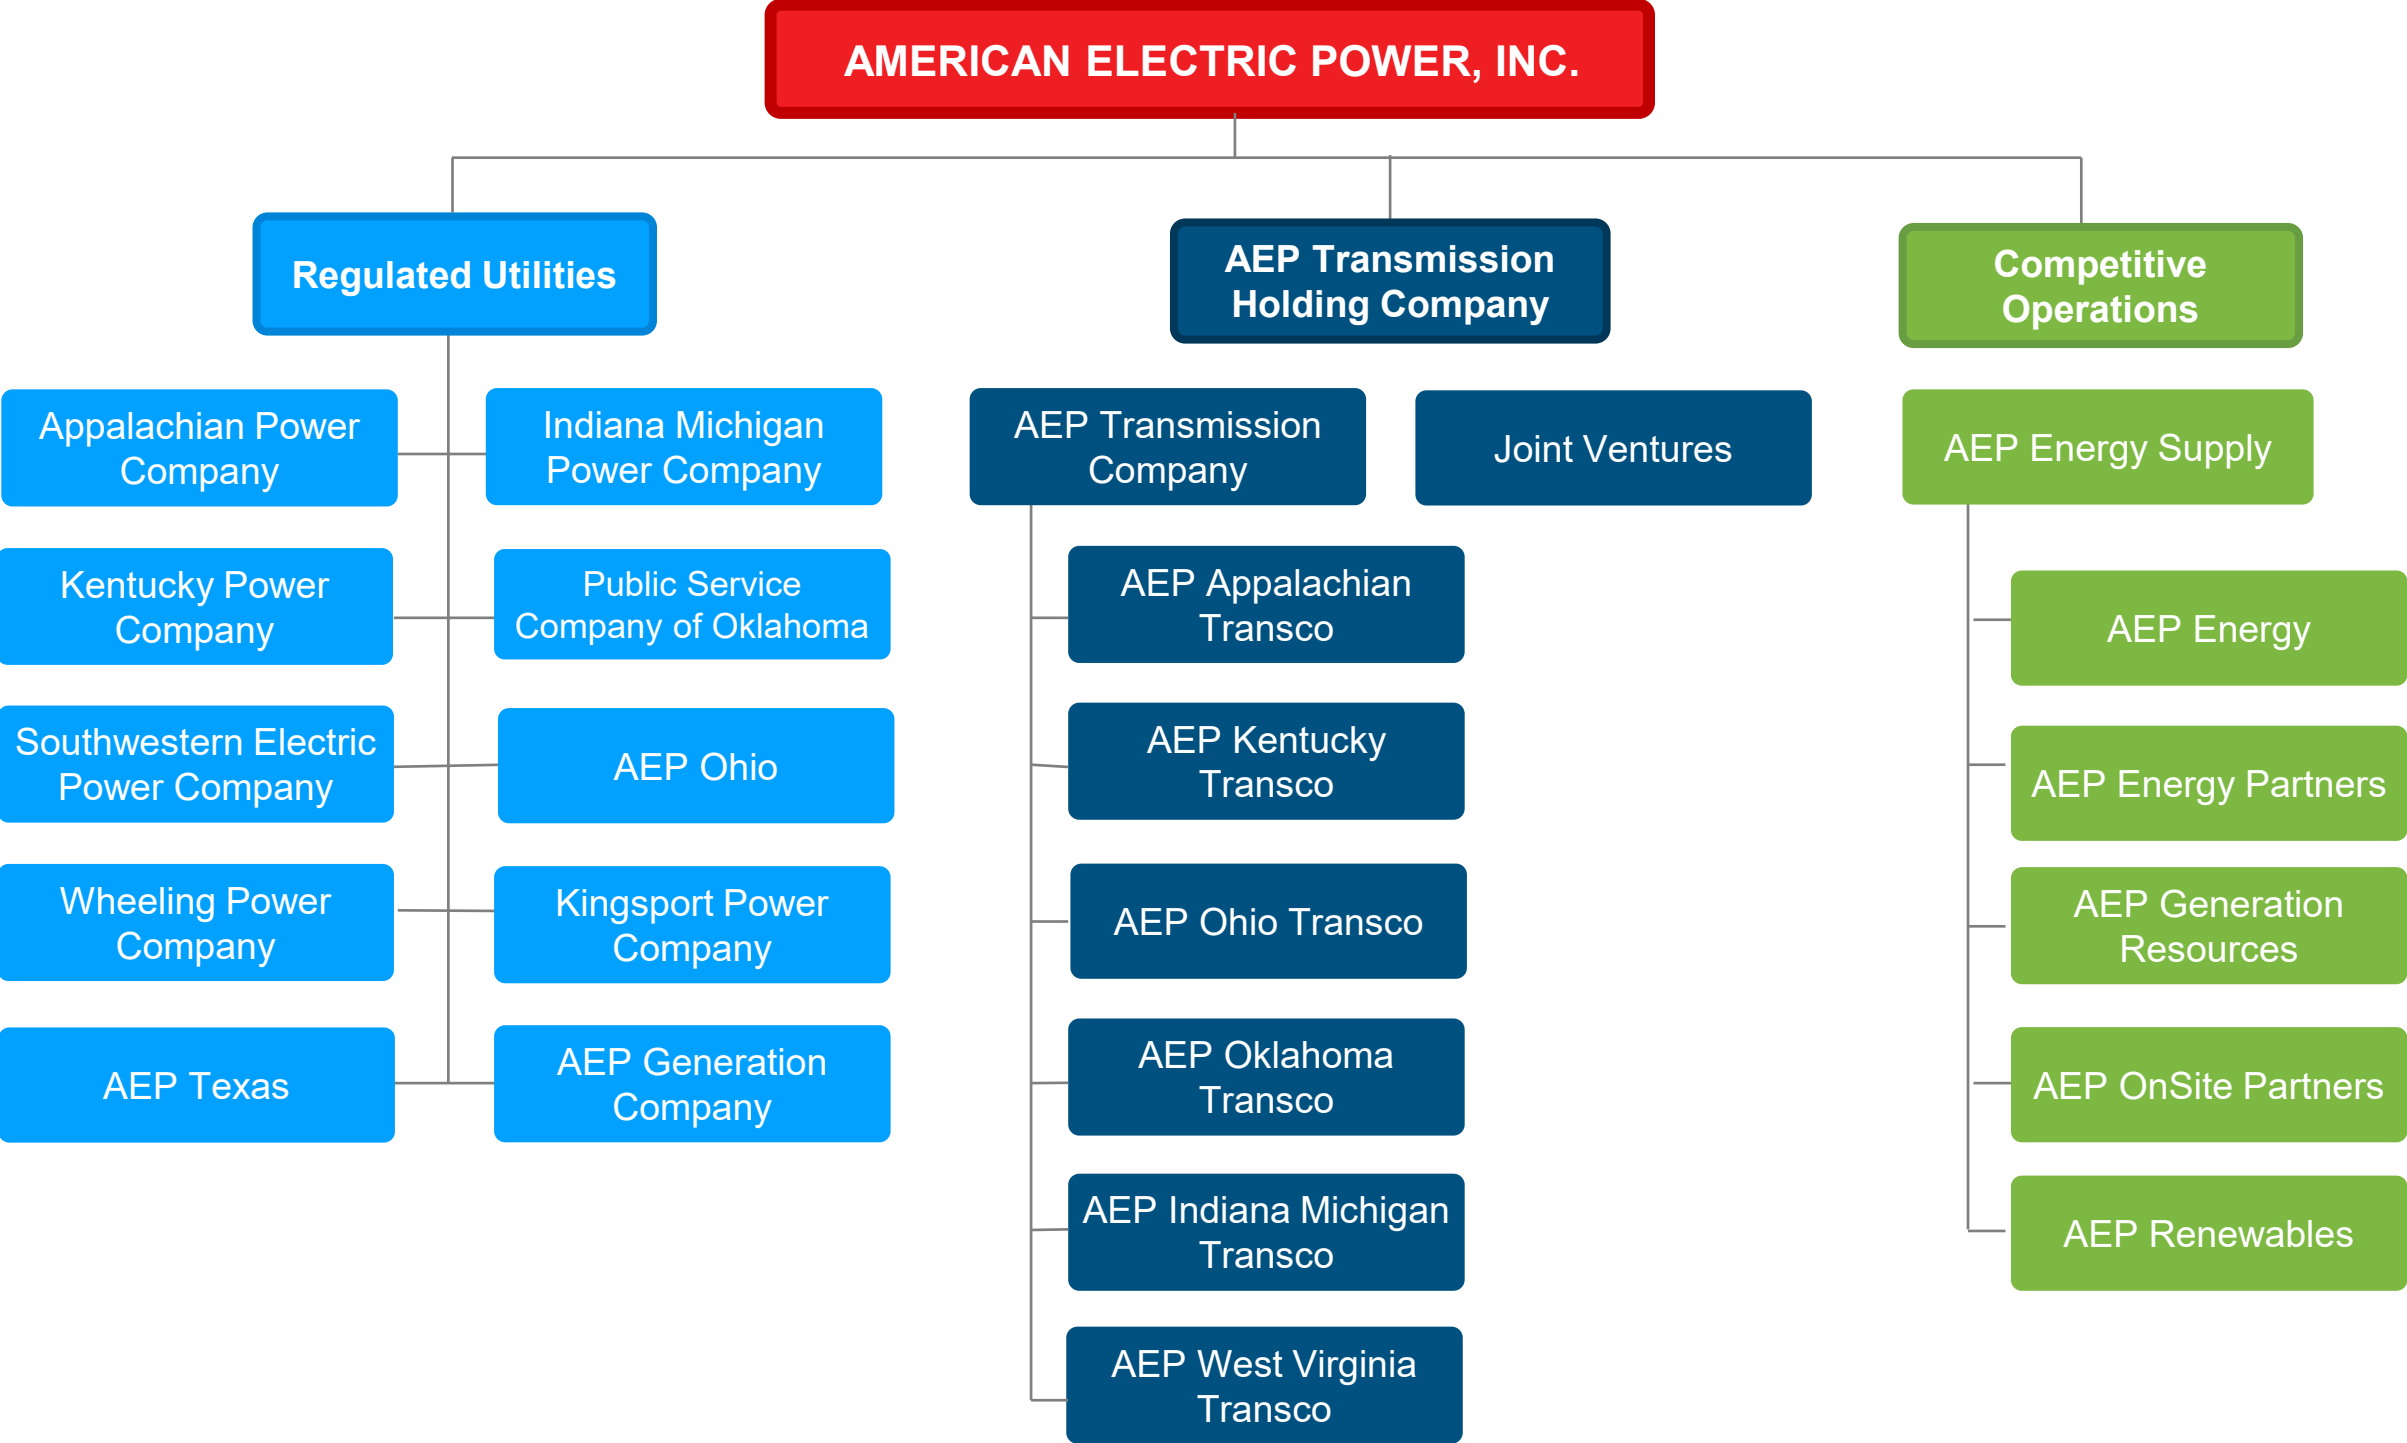 AMERICAN ELECTRIC POWER, INC.
Regulated Utilities
Appalachian Power
Company
Indiana Michigan
Power Company
Kentucky Power
Company
Public Service
Company of Oklahoma
Southwestern Electric
Power Company
AEP Ohio
Wheeling Power
Company
Kingsport Power
Company
AEP Texas
AEP Generation
Company
AEP Transmission
Holding Company
AEP Transmission
Company
Joint Ventures
AEP Appalachian
Transco
AEP Kentucky
Transco
AEP Ohio Transco
AEP Oklahoma
Transco
AEP Indiana Michigan
Transco
AEP West Virginia
Transco
Competitive
Operations
AEP Energy Supply
AEP Energy
AEP Energy Partners
AEP Generation
Resources
AEP OnSite Partners
AEP Renewables